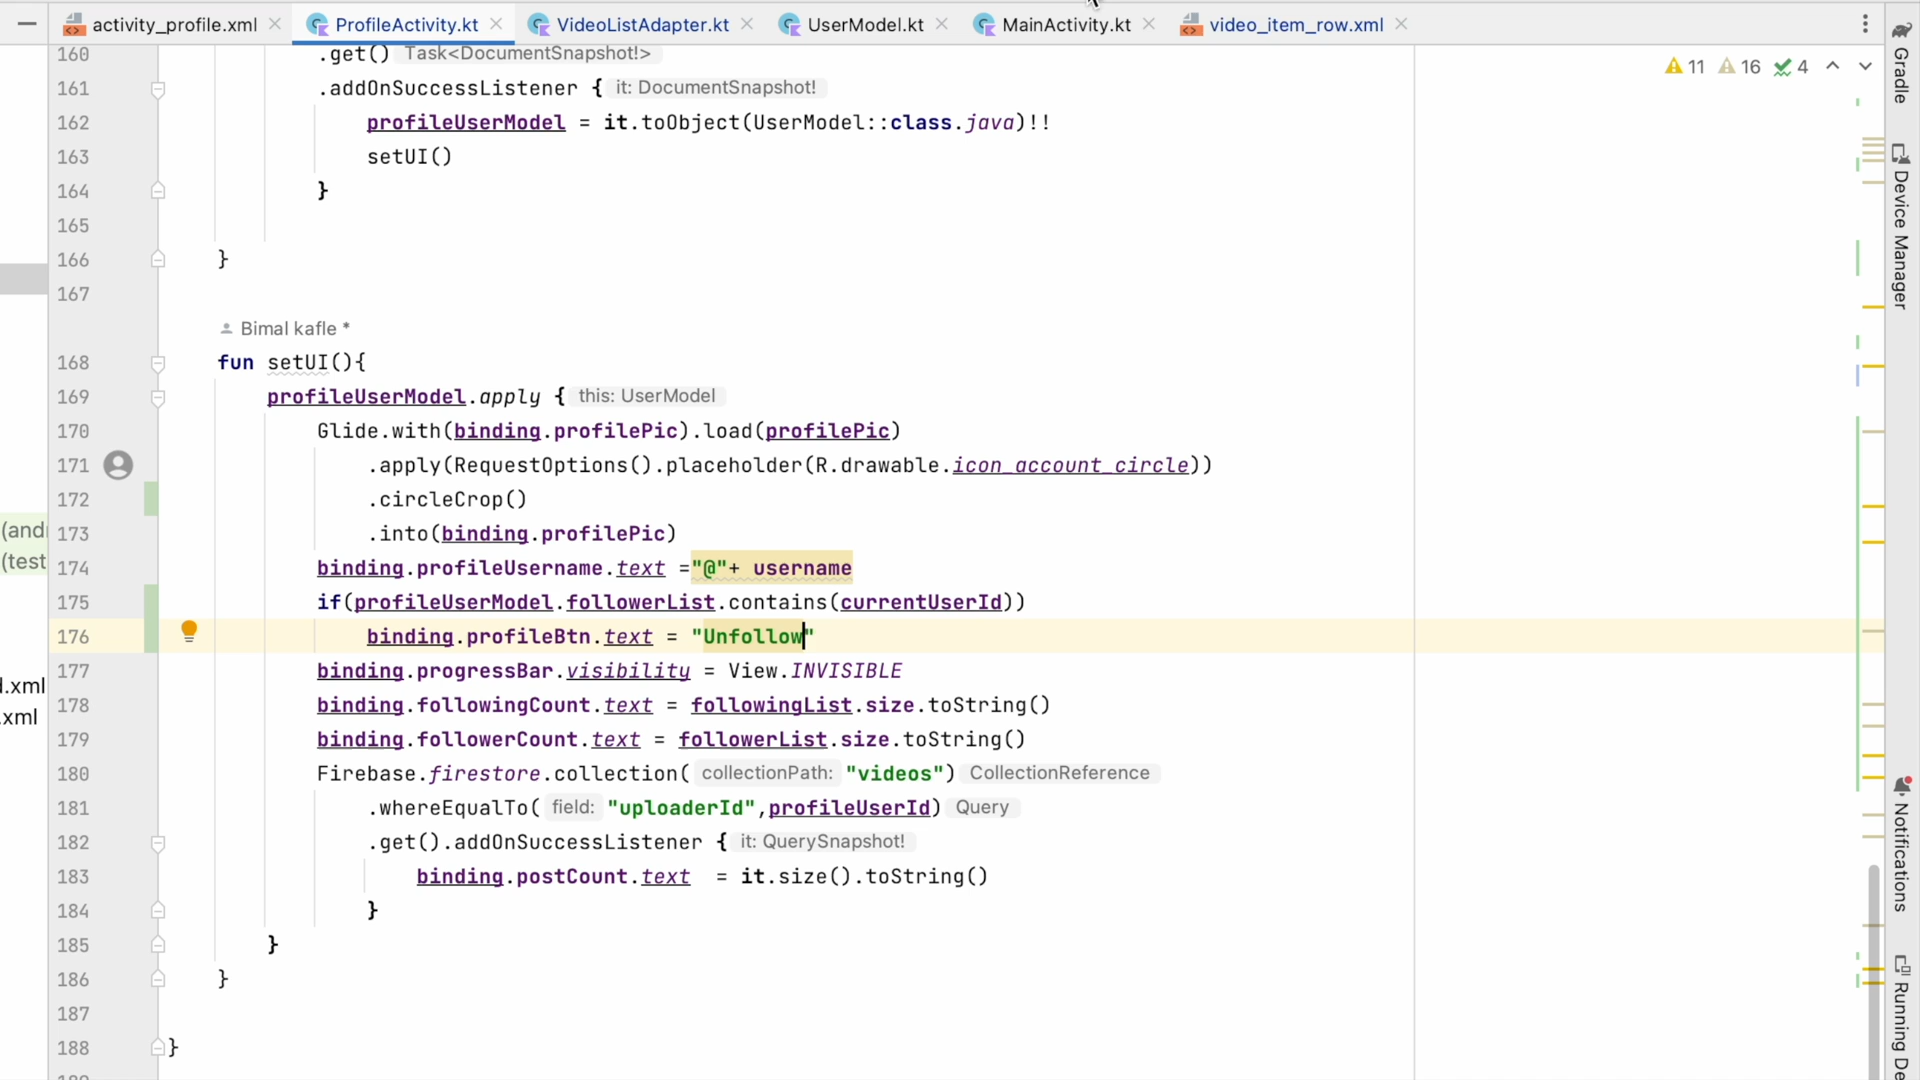 activity_profile.xml ProfileActivity.kt VideoListAdapter.kt UserModel.kt MainActivity.kt video_item_row.xml
11 16 4
160 .get() Task<DocumentSnapshot!>
161 .addOnSuccessListener { it: DocumentSnapshot!
162 profileUserModel = it.toObject(UserModel::class.java)!!
163 setUI()
164 }
165
166 }
167
Bimal kafle *
168 fun setUI(){
169 profileUserModel.apply { this: UserModel
170 Glide.with(binding.profilePic).load(profilePic)
171 .apply(RequestOptions().placeholder(R.drawable.icon_account_circle))
172 .circleCrop()
173 .into(binding.profilePic)
174 binding.profileUsername.text ="@"+ username
175 if(profileUserModel.followerList.contains(currentUserId))
176 binding.profileBtn.text = "Unfollow"
177 binding.progressBar.visibility = View.INVISIBLE
178 binding.followingCount.text = followingList.size.toString()
179 binding.followerCount.text = followerList.size.toString()
180 Firebase.firestore.collection( collectionPath: "videos") CollectionReference
181 .whereEqualTo( field: "uploaderId",profileUserId) Query
182 .get().addOnSuccessListener { it: QuerySnapshot!
183 binding.postCount.text = it.size().toString()
184 }
185 }
186 }
187
188 }
(and
(test
.xml
.xml
Gradle
Device Manager
Notifications
Running De